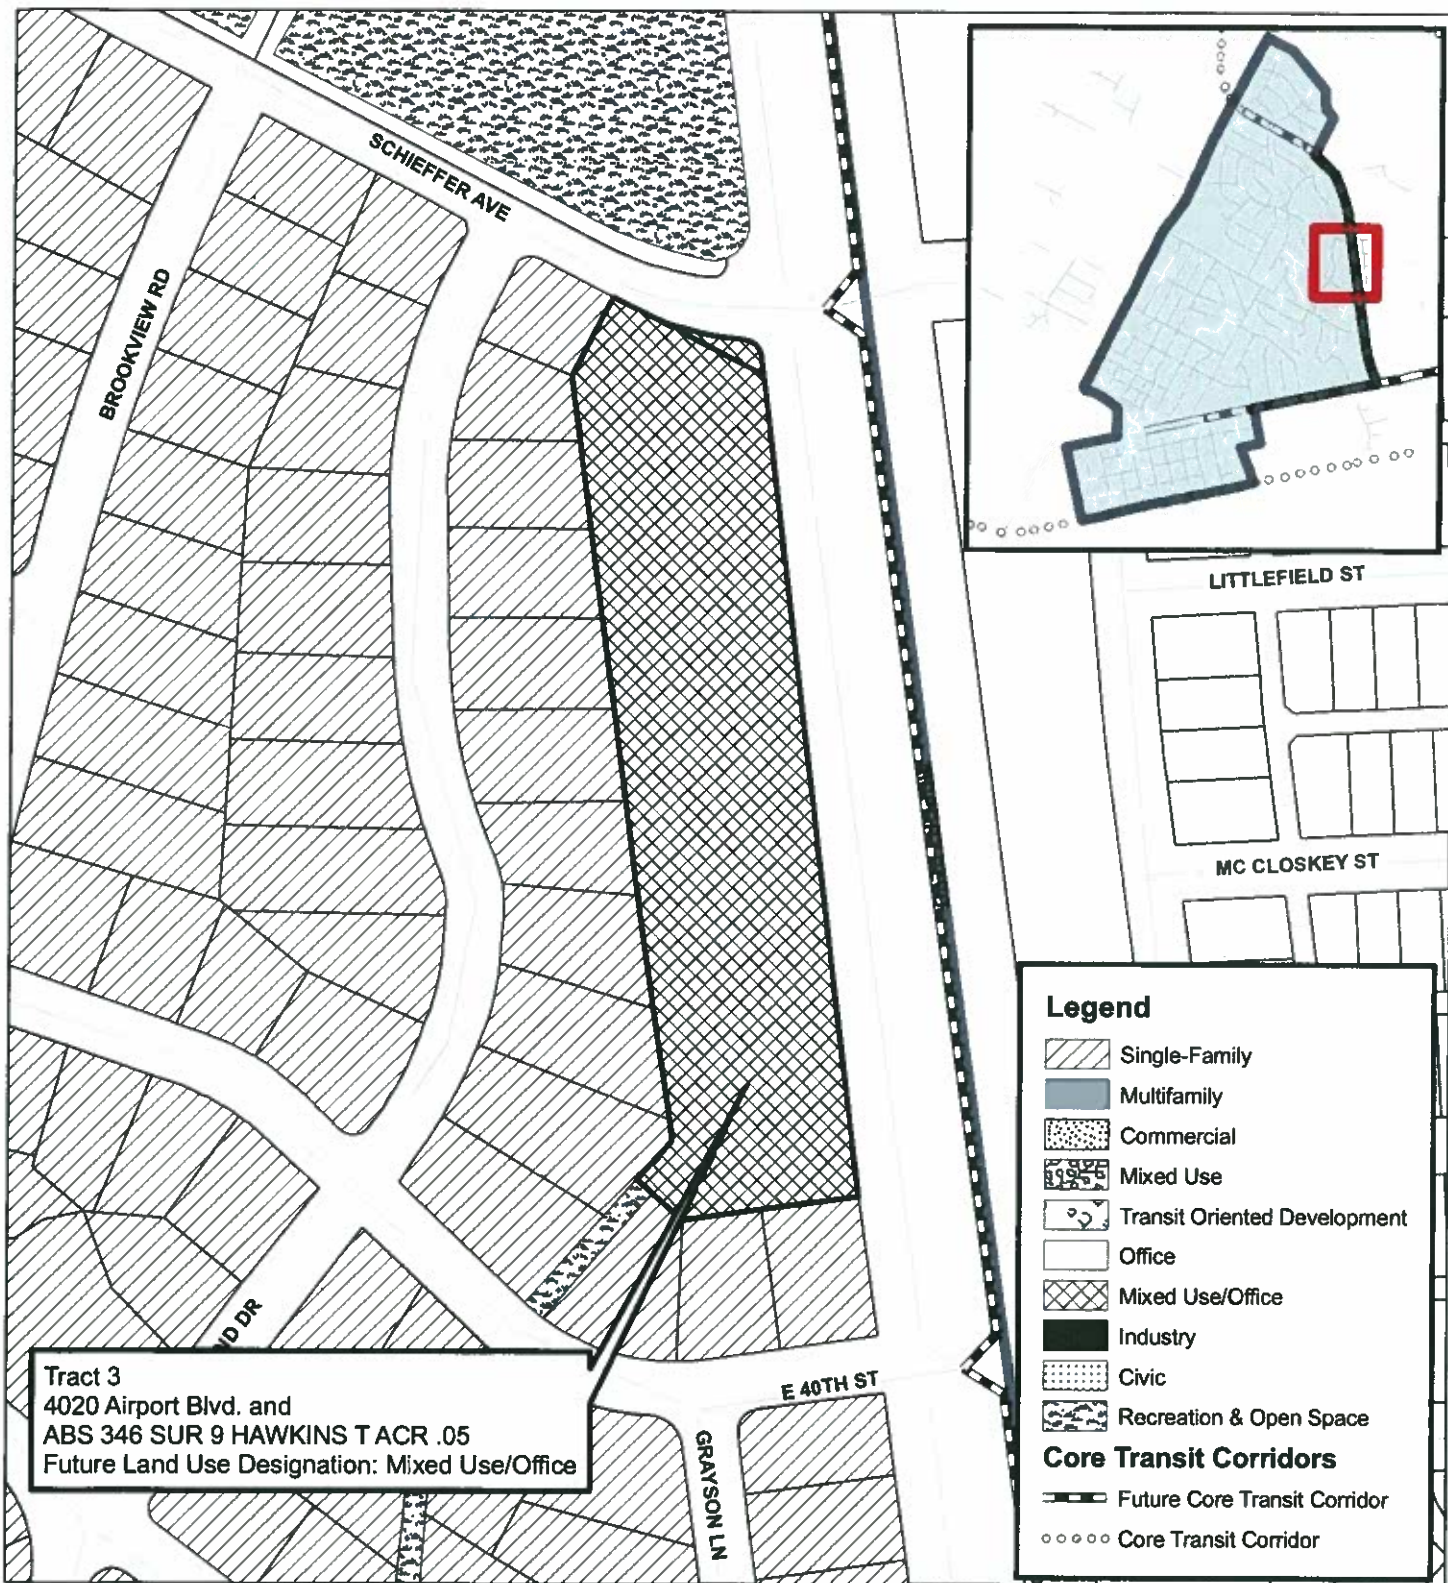 SCHIEFFER AVE
BROOKVIEW RD
LITTLEFIELD ST
MC CLOSKEY ST
Legend
Single-Family
Multifamily
Commercial
Mixed Use
Transit Oriented Development
Office
Mixed Use/Office
Industry
Civic
Recreation & Open Space
Core Transit Corridors
Future Core Transit Corridor
Core Transit Corridor
ND DR
Tract 3
4020 Airport Blvd. and
ABS 346 SUR 9 HAWKINS T ACR .05
Future Land Use Designation: Mixed Use/Office
E 40TH ST
GRAYSON LN